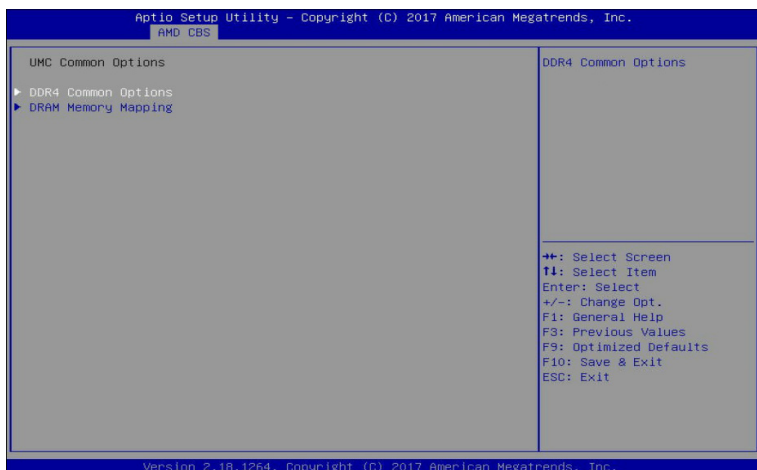 Aptio Setup Utility – Copyright (C) 2017 American Megatrends, Inc.
AMD CBS
UMC Common Options
DDR4 Common Options
DRAM Memory Mapping
DDR4 Common Options
→←: Select Screen
↑↓: Select Item
Enter: Select
+/-: Change Opt.
F1: General Help
F3: Previous Values
F9: Optimized Defaults
F10: Save & Exit
ESC: Exit
Version 2.18.1264. Copyright (C) 2017 American Megatrends, Inc.